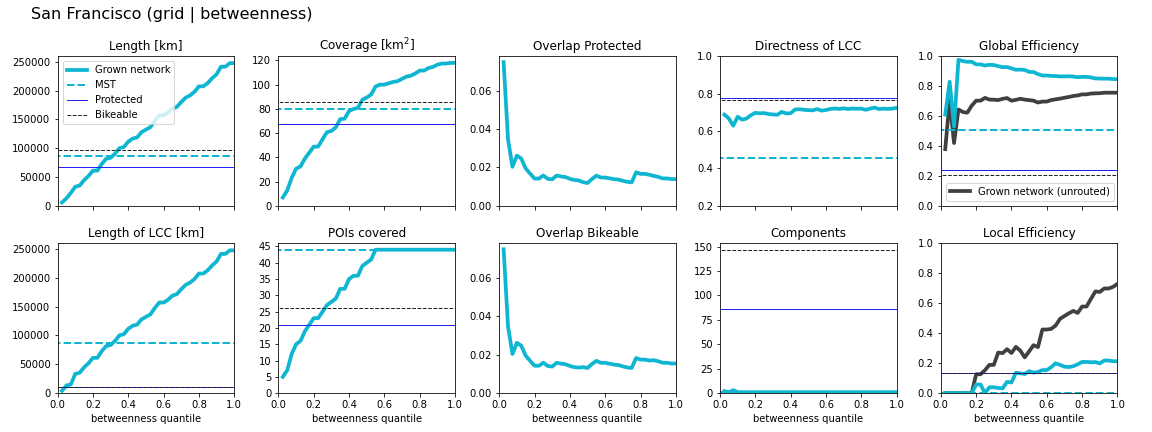 San Francisco (grid | betweenness)
Length [km]
250000
200000
150000
100000
50000
0
Grown network
MST
Protected
Bikeable
Coverage [km²]
120
100
80
60
40
20
0
Overlap Protected
0.06
0.04
0.02
0.00
Directness of LCC
1.0
0.8
0.6
0.4
0.2
Global Efficiency
1.0
0.8
0.6
0.4
0.2
0.0
Grown network (unrouted)
Length of LCC [km]
250000
200000
150000
100000
50000
0
0.0 0.2 0.4 0.6 0.8 1.0
betweenness quantile
POIs covered
45
40
35
30
25
20
15
10
5
0.0 0.2 0.4 0.6 0.8 1.0
betweenness quantile
Overlap Bikeable
0.06
0.04
0.02
0.00
0.0 0.2 0.4 0.6 0.8 1.0
betweenness quantile
Components
150
125
100
75
50
25
0
0.0 0.2 0.4 0.6 0.8 1.0
betweenness quantile
Local Efficiency
1.0
0.8
0.6
0.4
0.2
0.0
0.0 0.2 0.4 0.6 0.8 1.0
betweenness quantile